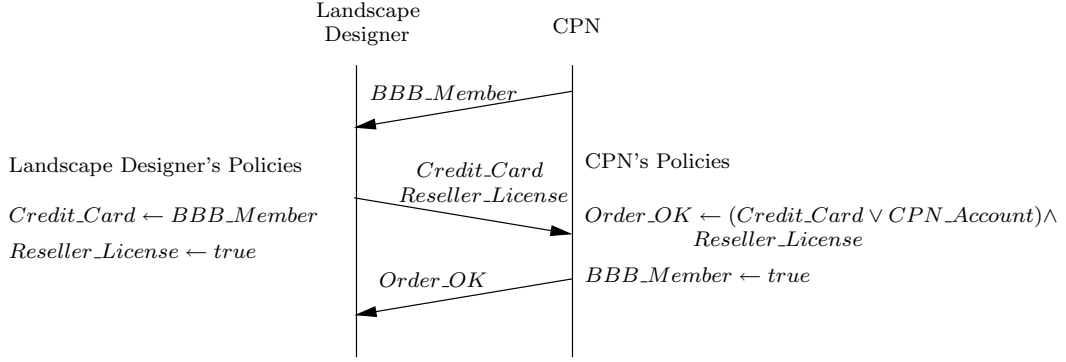 Landscape
Designer
CPN
BBB_Member
Landscape Designer's Policies
CPN's Policies
Credit_Card
Reseller_License
Credit_Card ← BBB_Member
Order_OK ← (Credit_Card ∨ CPN_Account)∧
Reseller_License
Reseller_License ← true
Order_OK
BBB_Member ← true